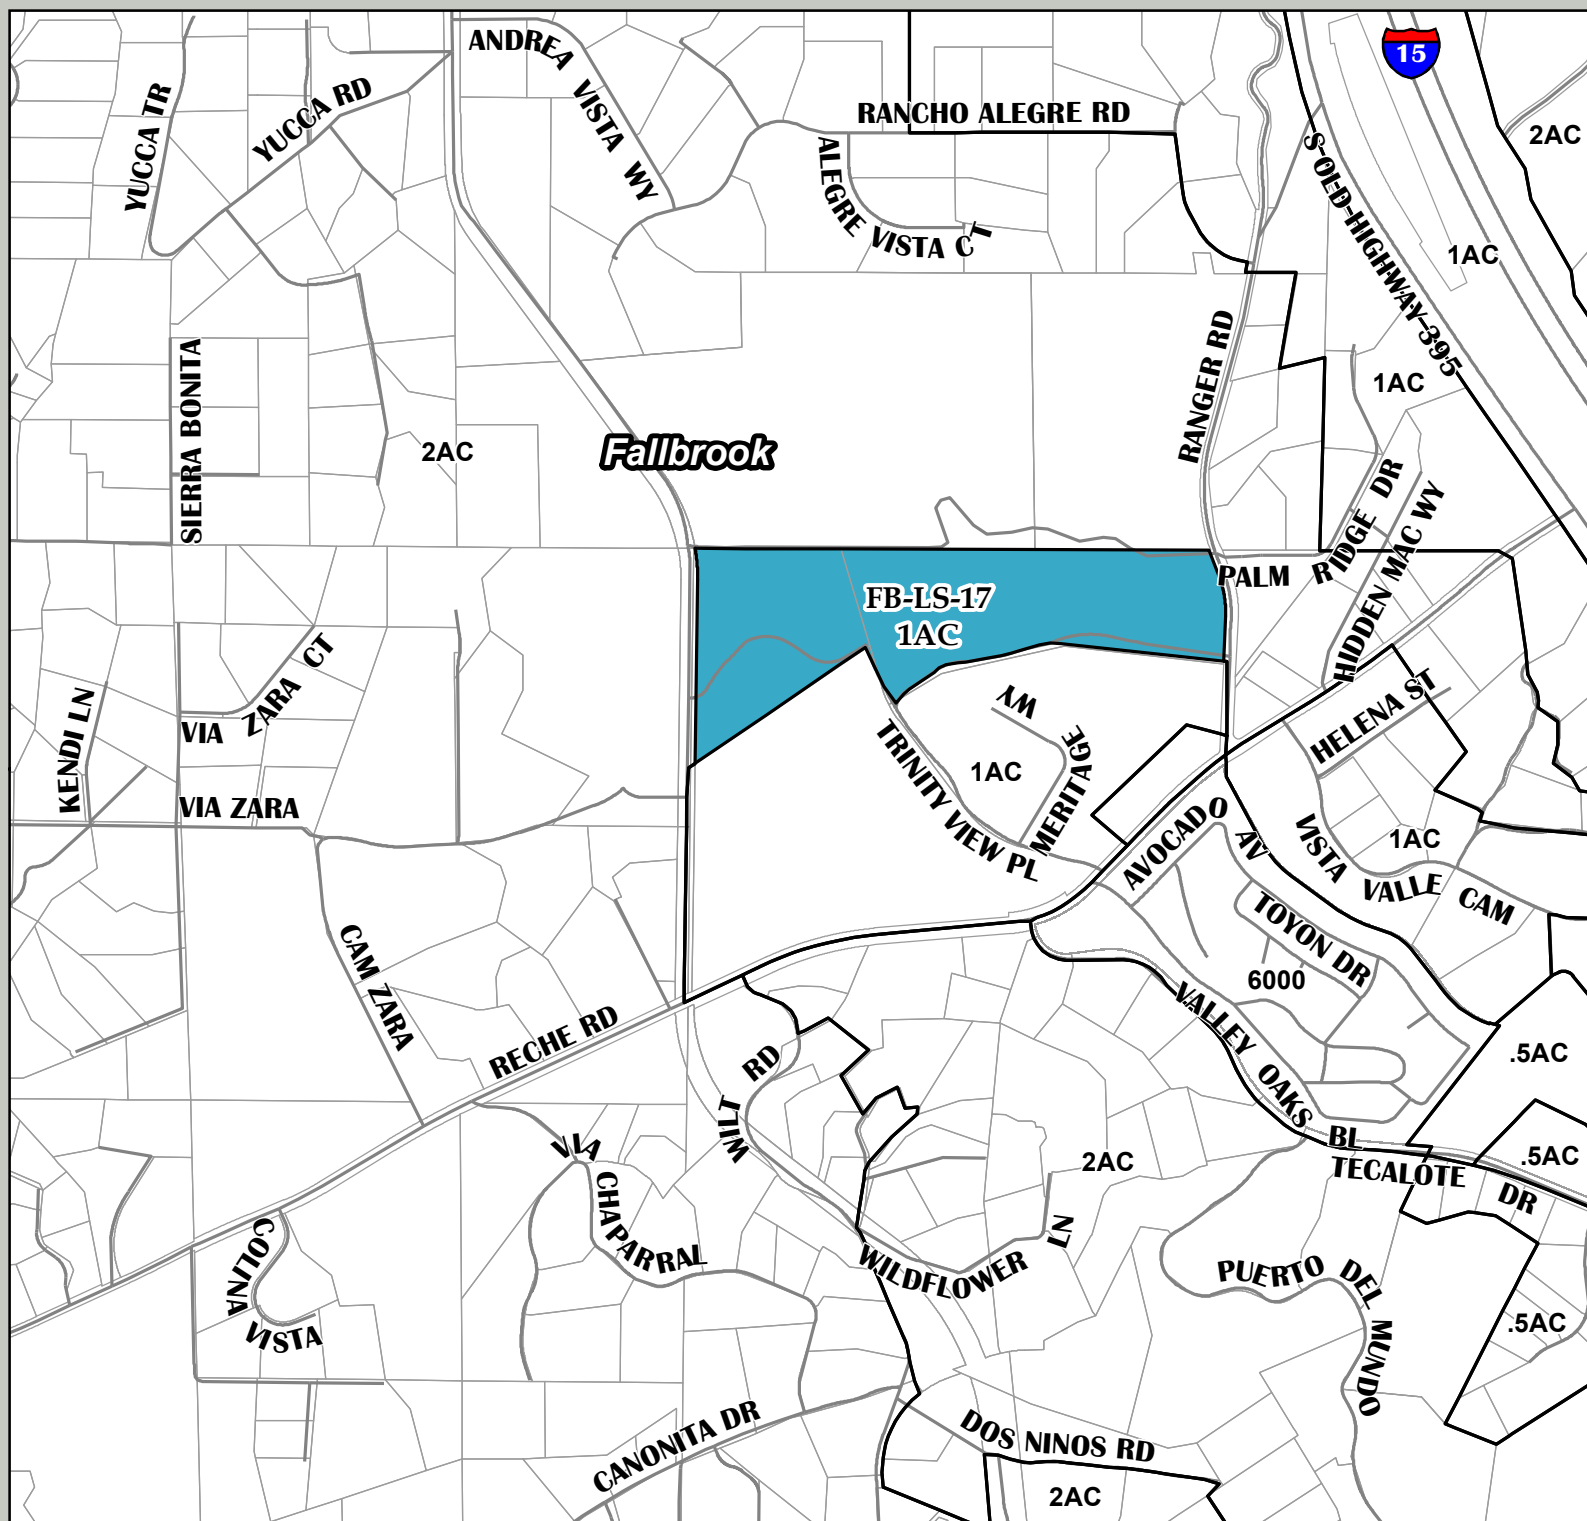 ANDREA VISTA WY
15
YUCCA TR
YUCCA RD
RANCHO ALEGRE RD
2AC
ALEGRE VISTA CT
S OLD HIGHWAY 395
1AC
SIERRA BONITA
RANGER RD
1AC
2AC
Fallbrook
PALM RIDGE DR
HIDDEN MAC WY
FB-LS-17
1AC
VIA ZARA CT
KENDI LN
HELENA ST
MERITAGE WY
1AC
TRINITY VIEW PL
VIA ZARA
AVOCADO AV
VISTA VALLE CAM
1AC
TOYON DR
6000
CAM ZARA
RECHE RD
VALLEY OAKS BL
.5AC
WILT RD
VIA CHAPARRAL
2AC
.5AC
TECALOTE DR
COLINA VISTA
WILDFLOWER LN
PUERTO DEL MUNDO
.5AC
CANONITA DR
DOS NINOS RD
2AC